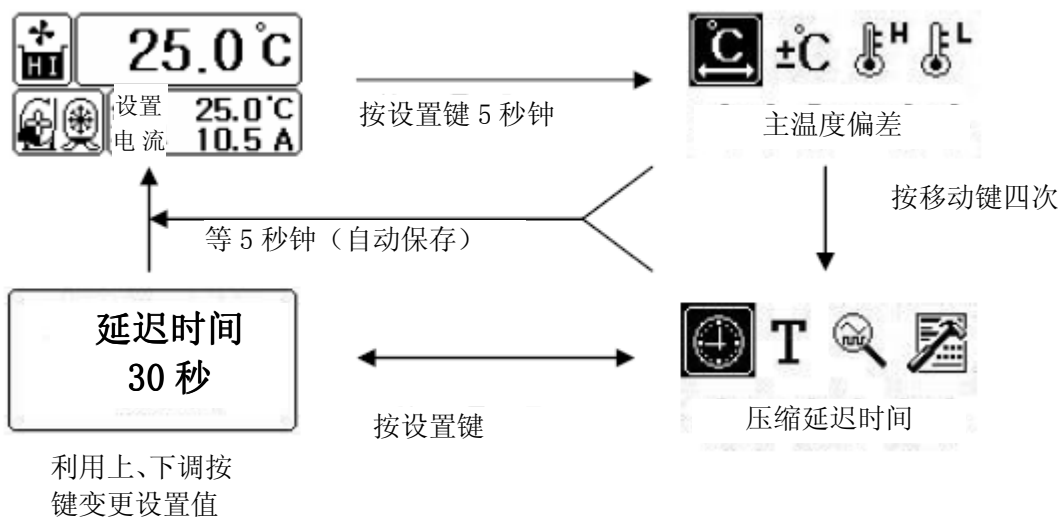 HI
25.0℃
设置 25.0℃
电流 10.5 A
按设置键 5 秒钟
℃ ±℃ H L
主温度偏差
按移动键四次
等 5 秒钟（自动保存）
延迟时间
30 秒
按设置键
T
压缩延迟时间
利用上、下调按
键变更设置值